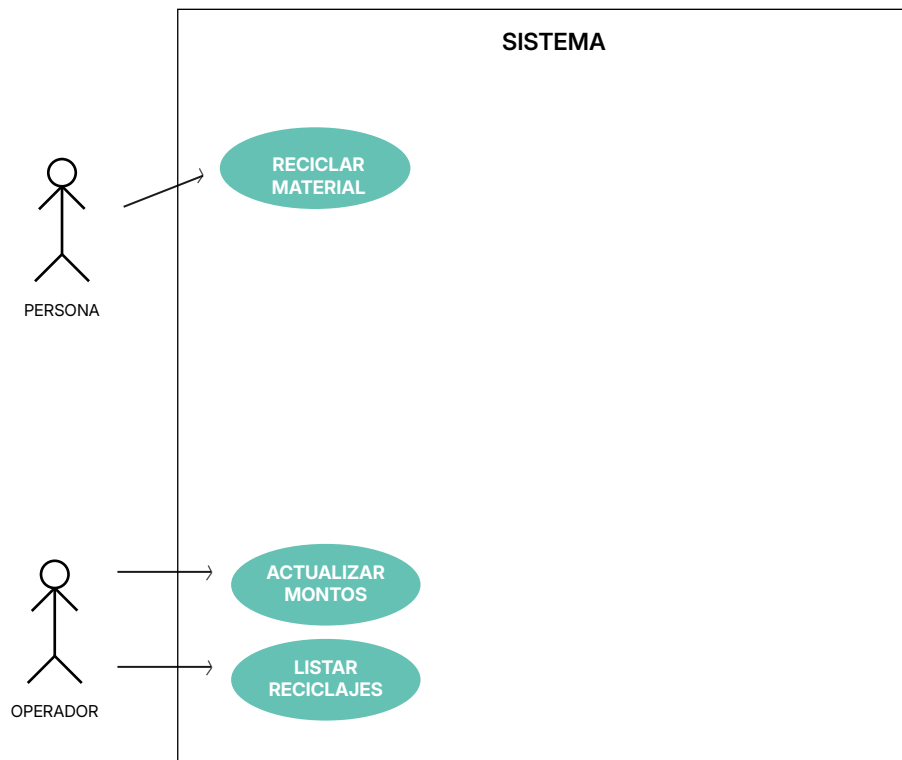 SISTEMA
RECICLAR
MATERIAL
PERSONA
ACTUALIZAR
MONTOS
LISTAR
RECICLAJES
OPERADOR